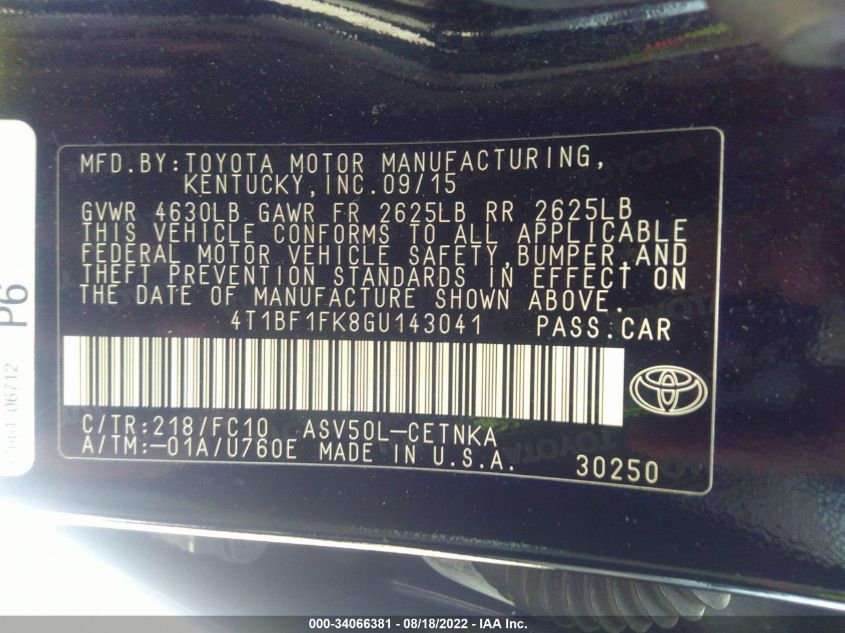 MFD.BY:TOYOTA MOTOR MANUFACTURING,
KENTUCKY,INC.09/15
GVWR 4630LB GAWR FR 2625LB RR 2625LB
THIS VEHICLE CONFORMS TO ALL APPLICABLE
FEDERAL MOTOR VEHICLE SAFETY,BUMPER,AND
THEFT PREVENTION STANDARDS IN EFFECT ON
THE DATE OF MANUFACTURE SHOWN ABOVE.
4T1BF1FK8GU143041 PASS.CAR
C/TR:218/FC10 ASV50L-CETNKA
A/TM:-01A/U760E MADE IN U.S.A.
30250
P6
06712
000-34066381 - 08/18/2022 - IAA Inc.